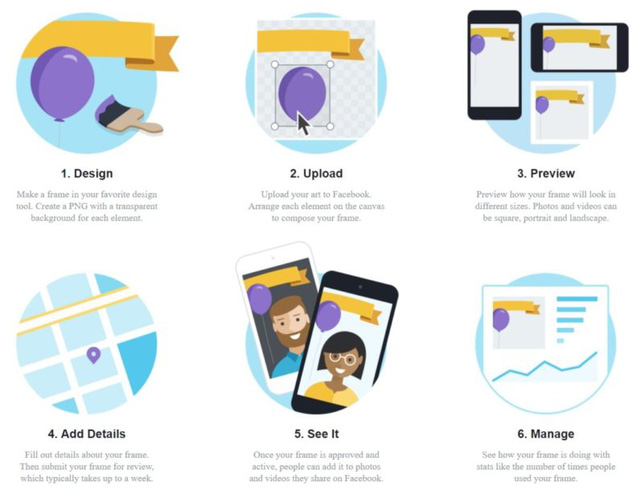 1. Design
Make a frame in your favorite design
tool. Create a PNG with a transparent
background for each element.
2. Upload
Upload your art to Facebook.
Arrange each element on the canvas
to compose your frame.
3. Preview
Preview how your frame will look in
different sizes. Photos and videos can
be square, portrait and landscape.
4. Add Details
Fill out details about your frame.
Then submit your frame for review,
which typically takes up to a week.
5. See It
Once your frame is approved and
active, people can add it to photos
and videos they share on Facebook.
6. Manage
See how your frame is doing with
stats like the number of times people
used your frame.